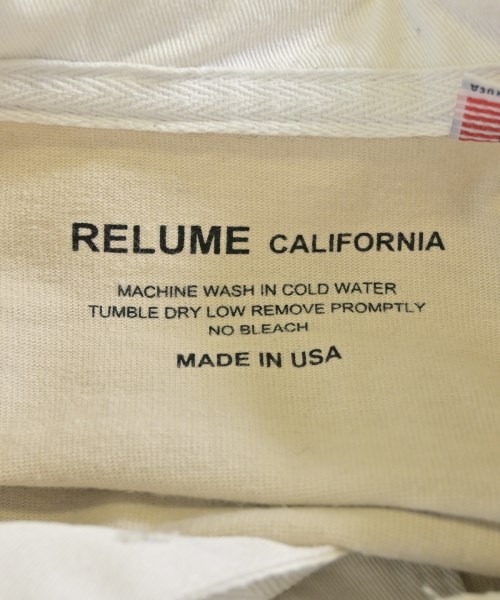 RELUME CALIFORNIA
MACHINE WASH IN COLD WATER
TUMBLE DRY LOW REMOVE PROMPTLY
NO BLEACH
MADE IN USA